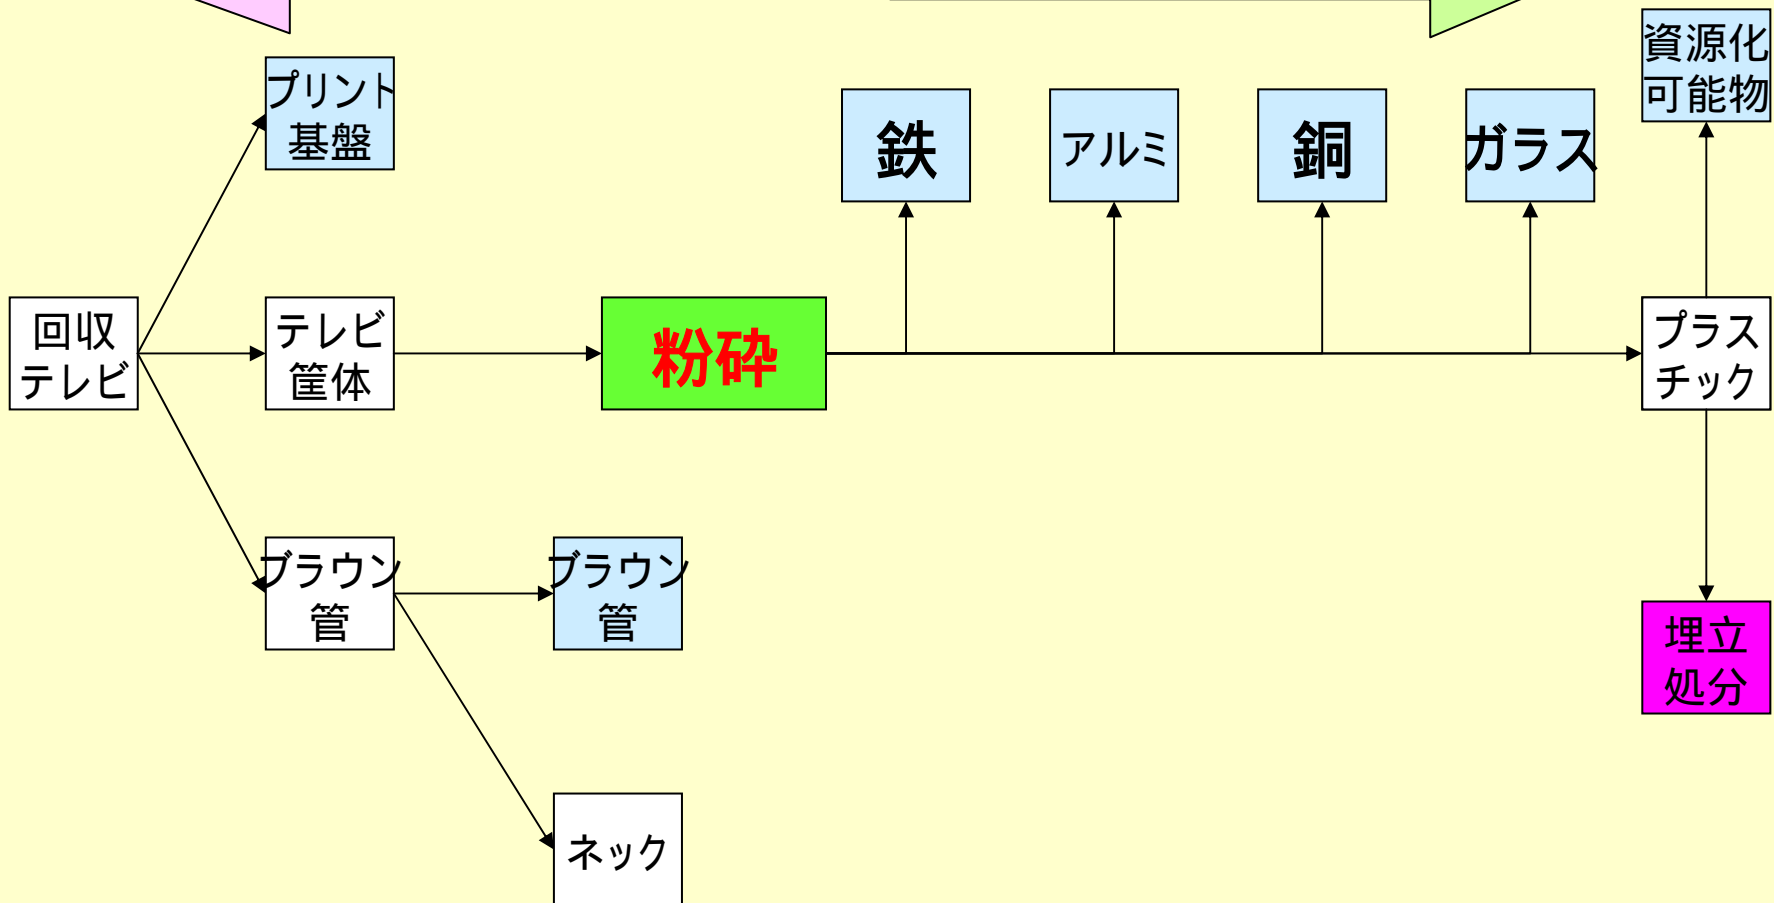 資源化
可能物
プリント
基盤
鉄
アルミ
銅
ガラス
回収
テレビ
テレビ
筐体
粉砕
プラス
チック
ブラウン
管
ブラウン
管
埋立
処分
ネック